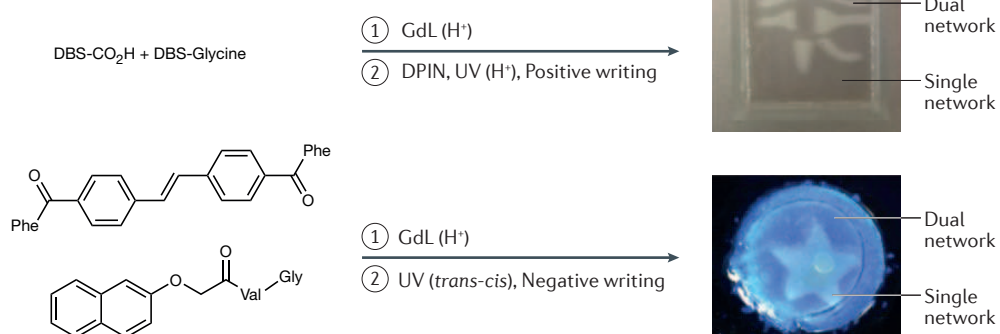 Dual
network
① GdL (H⁺)
DBS-CO₂H + DBS-Glycine
② DPIN, UV (H⁺), Positive writing
Single
network
Phe
O
O
Phe
① GdL (H⁺)
Dual
network
O
O
Gly
Val
② UV (trans-cis), Negative writing
Single
network